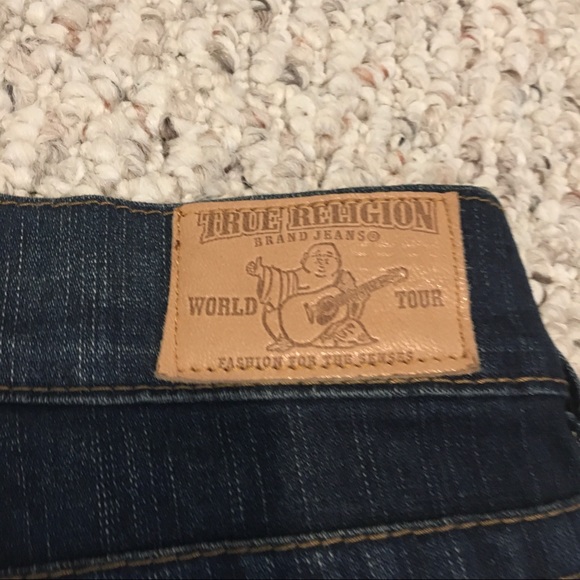 TRUE RELIGION
BRAND JEANS®
WORLD TOUR
FASHION FOR THE SENSES